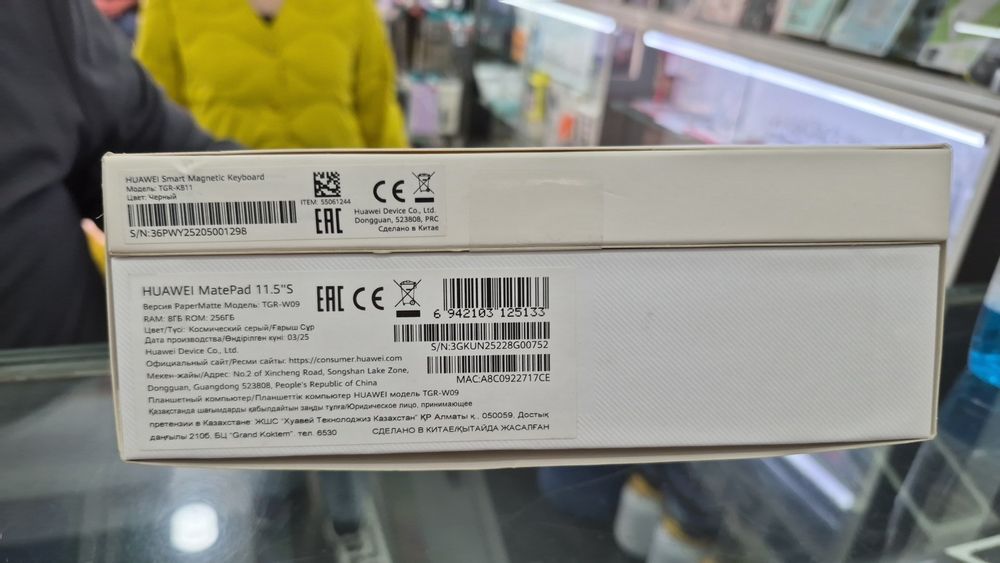 HUAWEI Smart Magnetic Keyboard
Модель: TGR-KB11
Цвет: Черный
S/N:36PWY25205001298
ITEM: 55061244
EAC
CE
Huawei Device Co., Ltd.
Dongguan, 523808, PRC
Сделано в Китае
HUAWEI MatePad 11.5"S
Версия PaperMatte Модель: TGR-W09
RAM: 8ГБ ROM: 256ГБ
Цвет/Түсі: Космический серый/Ғарыш Сұр
Дата производства/Өндірілген күні: 03/25
Huawei Device Co., Ltd.
Официальный сайт/Ресми сайты: https://consumer.huawei.com
Мекен-жайы/Адрес: No.2 of Xincheng Road, Songshan Lake Zone,
Dongguan, Guangdong 523808, People's Republic of China
Планшетный компьютер/Планшеттік компьютер HUAWEI модель TGR-W09
Қазақстанда шағымдарды қабылдайтын заңды тұлға/Юридическое лицо, принимающее
претензии в Казахстане: ЖШС "Хуавей Текнолоджиз Казахстан" ҚР Алматы қ., 050059, Достық
даңғылы 210б, БЦ "Grand Koktem". тел. 6530
СДЕЛАНО В КИТАЕ/ҚЫТАЙДА ЖАСАЛҒАН
EAC CE
6 942103 125133
S/N:3GKUN25228G00752
MAC:A8C0922717CE